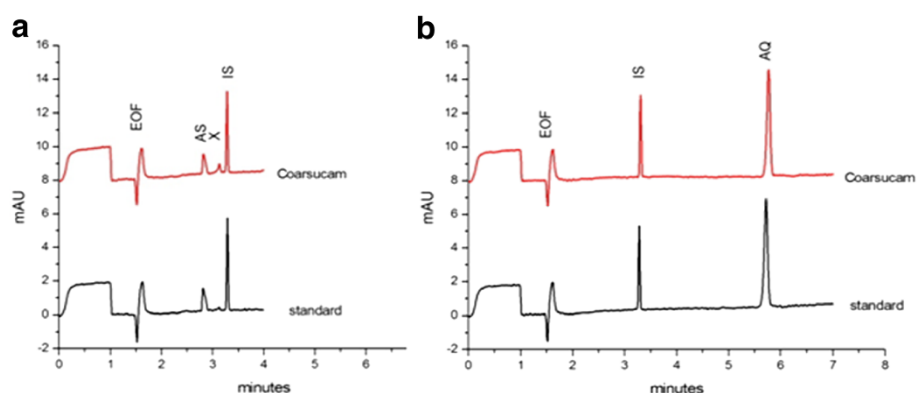 a
16
14
12
10
8
6
4
2
0
-2
mAU
EOF
AS
X
IS
Coarsucam
standard
0 1 2 3 4 5 6
minutes
b
16
14
12
10
8
6
4
2
0
-2
mAU
EOF
IS
AQ
Coarsucam
standard
0 1 2 3 4 5 6 7 8
minutes